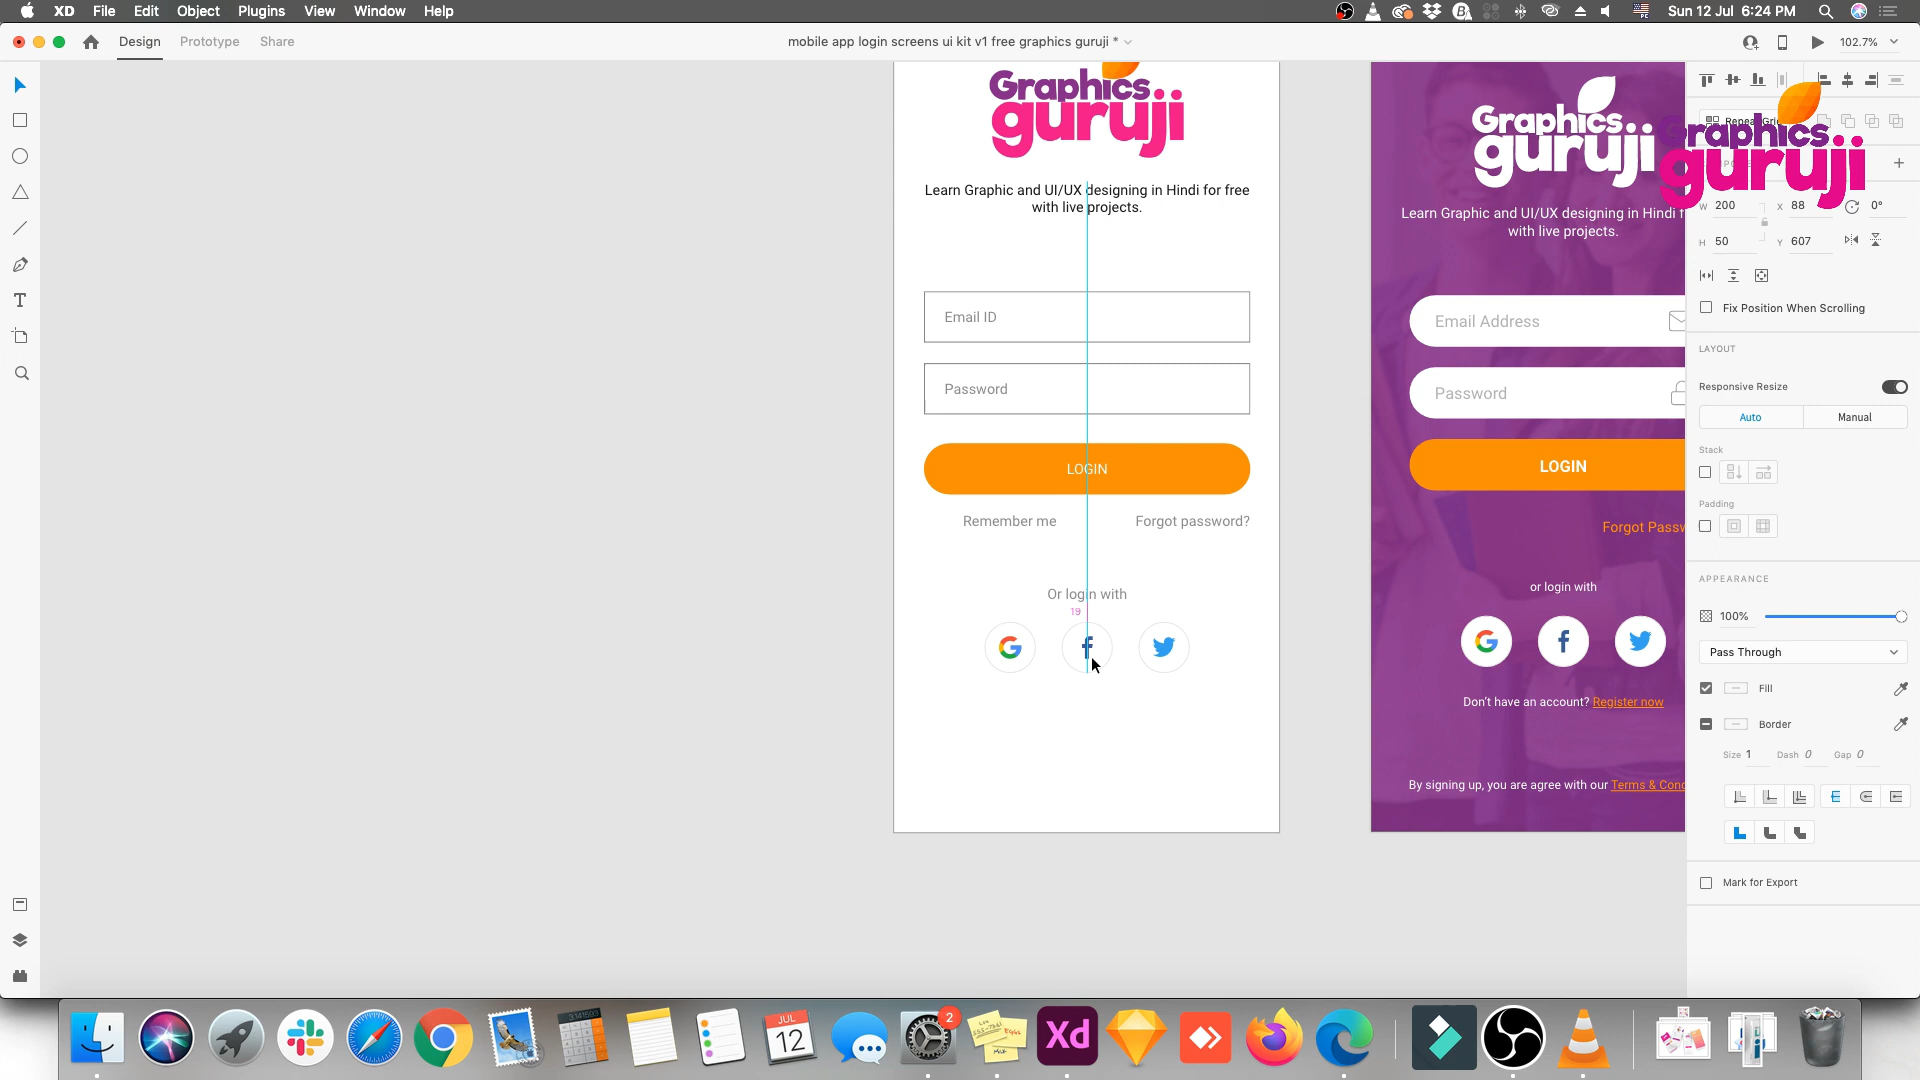 XD File Edit Object Plugins View Window Help
Sun 12 Jul 6:24 PM
Design Prototype Share
mobile app login screens ui kit v1 free graphics guruji *
102.7%
Graphics
guruji
Learn Graphic and UI/UX designing in Hindi for free
with live projects.
Email ID
Password
LOGIN
Remember me
Forgot password?
Or login with
19
Graphics
guruji
Learn Graphic and UI/UX designing in Hindi f
with live projects.
Email Address
Password
LOGIN
Forgot Passw
or login with
Don't have an account? Register now
By signing up, you are agree with our Terms & Cond
Graphics
guruji
W 200 X 88 0°
H 50 Y 607
Fix Position When Scrolling
LAYOUT
Responsive Resize
Auto Manual
Stack
Padding
APPEARANCE
100%
Pass Through
Fill
Border
Size 1 Dash 0 Gap 0
Mark for Export
JUL
12
2
Xd